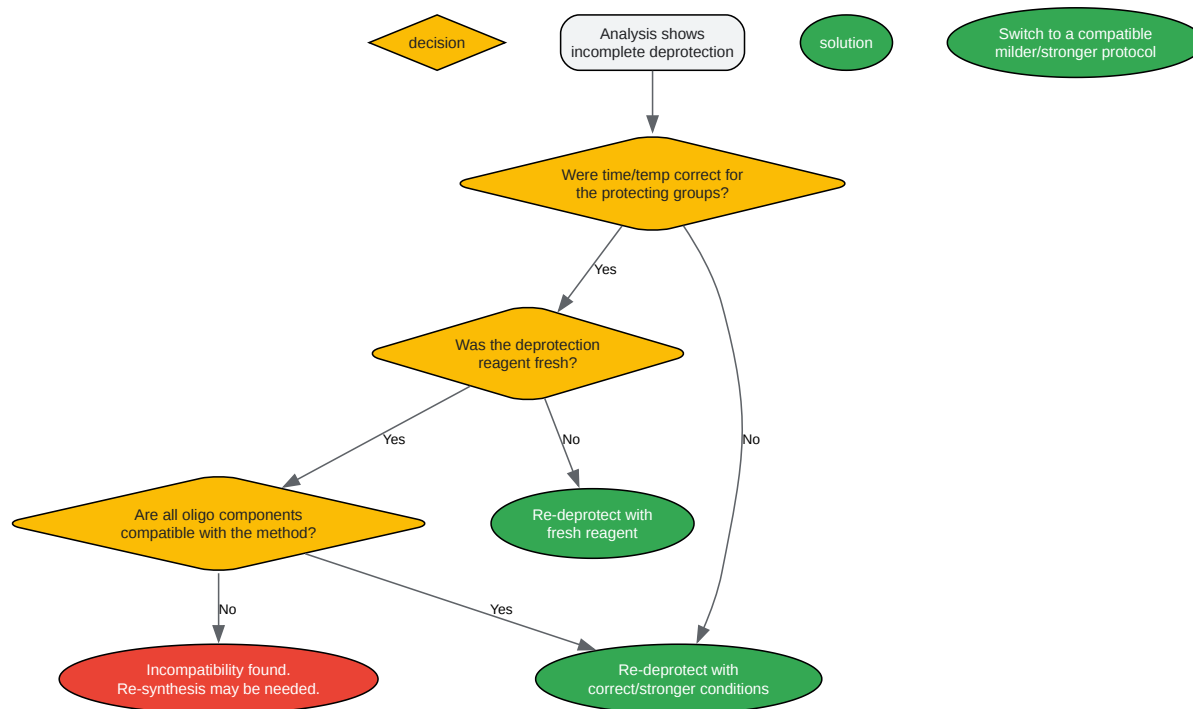 decision
Analysis shows
incomplete deprotection
solution
Switch to a compatible
milder/stronger protocol
Were time/temp correct for
the protecting groups?
Yes
Was the deprotection
reagent fresh?
Yes
No
No
Are all oligo components
compatible with the method?
Re-deprotect with
fresh reagent
No
Yes
Incompatibility found.
Re-synthesis may be needed.
Re-deprotect with
correct/stronger conditions